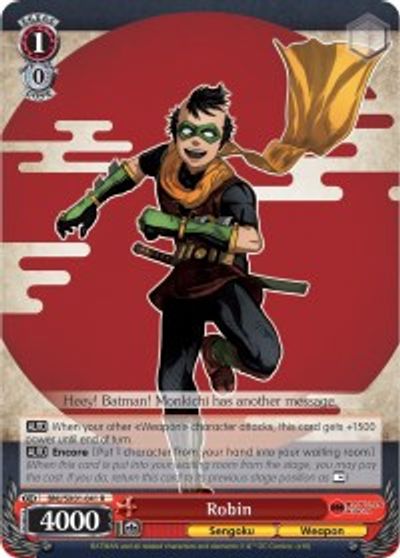 1
0
Heey! Batman! Monkichi has another message.
AUTO When your other <Weapon> character attacks, this card gets +1500
power until end of turn.
AUTO Encore [Put 1 character from your hand into your waiting room]
(When this card is put into your waiting room from the stage, you may pay
the cost. If you do, return this card to its previous stage position as
4000
Robin
Sengoku
Weapon